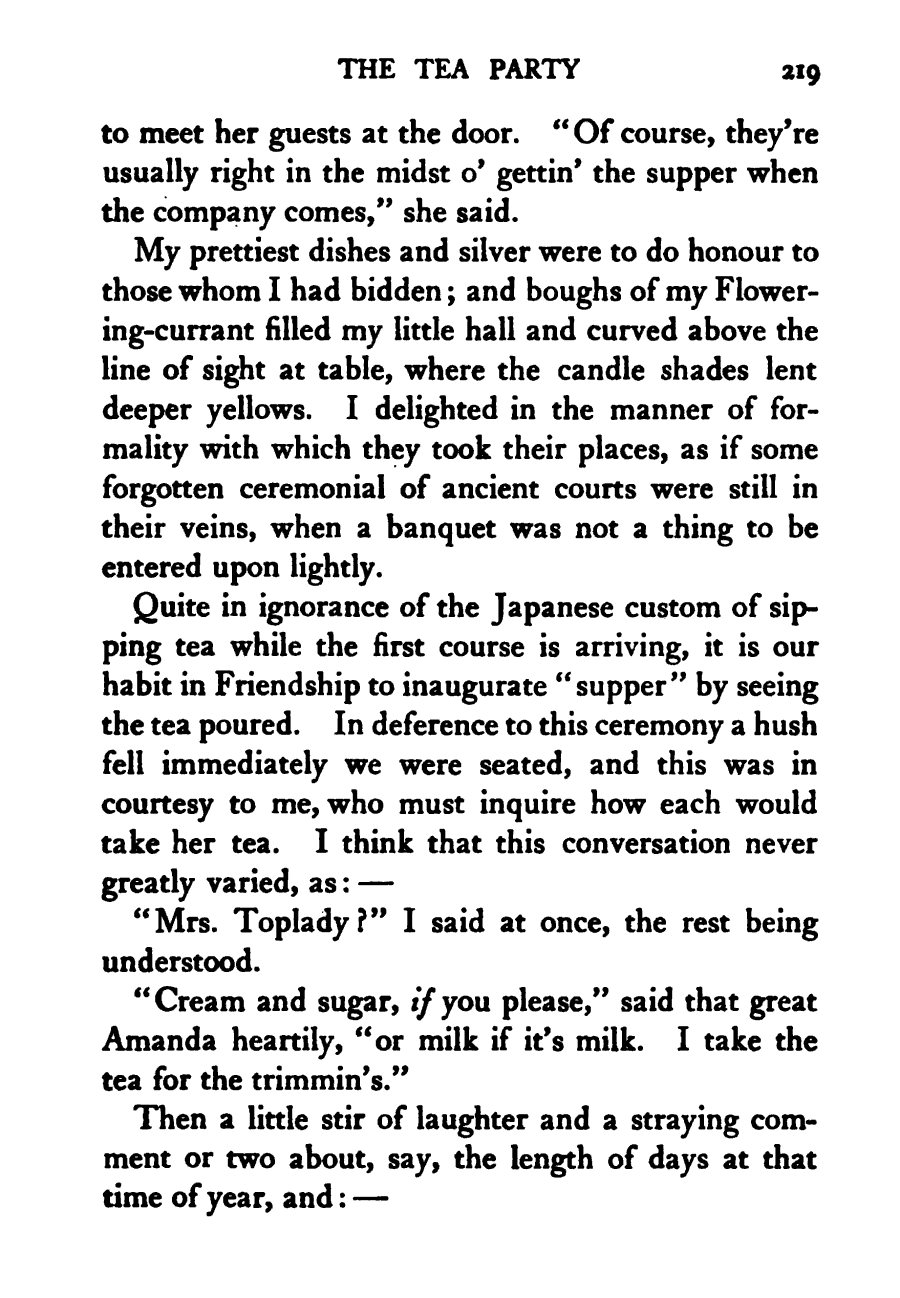 THE TEA PARTY 219
to meet her guests at the door. "Of course, they're
usually right in the midst o' gettin' the supper when
the company comes," she said.
My prettiest dishes and silver were to do honour to
those whom I had bidden; and boughs of my Flower-
ing-currant filled my little hall and curved above the
line of sight at table, where the candle shades lent
deeper yellows. I delighted in the manner of for-
mality with which they took their places, as if some
forgotten ceremonial of ancient courts were still in
their veins, when a banquet was not a thing to be
entered upon lightly.
Quite in ignorance of the Japanese custom of sip-
ping tea while the first course is arriving, it is our
habit in Friendship to inaugurate "supper" by seeing
the tea poured. In deference to this ceremony a hush
fell immediately we were seated, and this was in
courtesy to me, who must inquire how each would
take her tea. I think that this conversation never
greatly varied, as: —
"Mrs. Toplady?" I said at once, the rest being
understood.
"Cream and sugar, if you please," said that great
Amanda heartily, "or milk if it's milk. I take the
tea for the trimmin's."
Then a little stir of laughter and a straying com-
ment or two about, say, the length of days at that
time of year, and: —